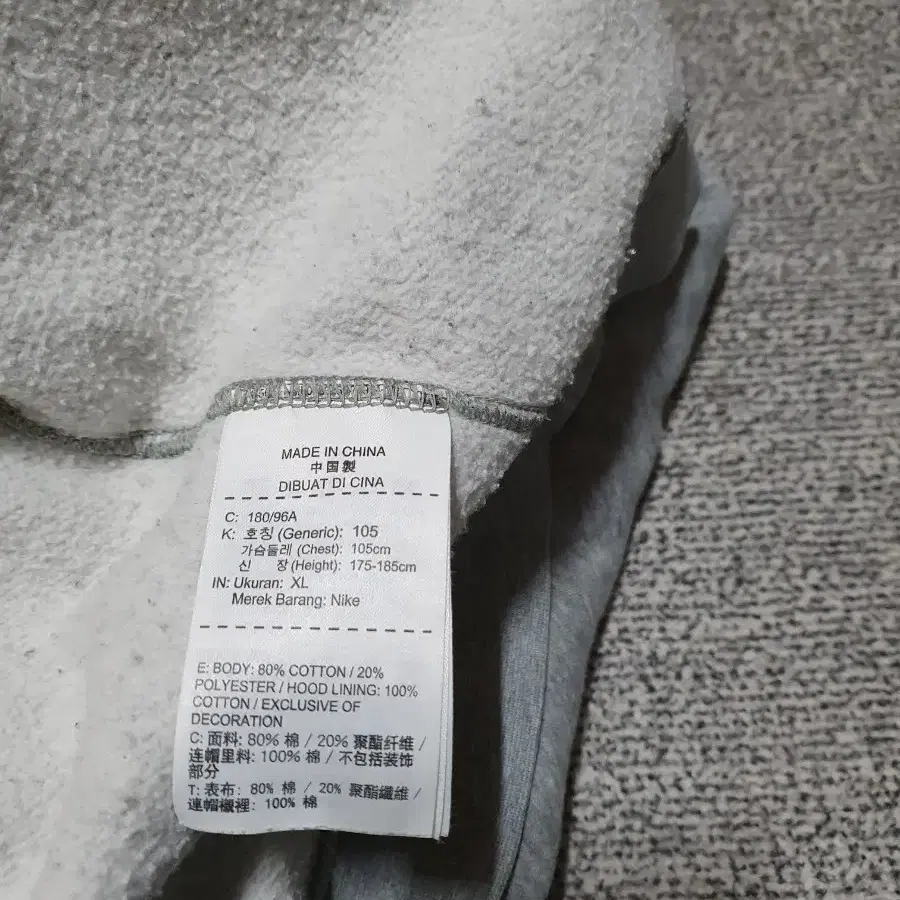 MADE IN CHINA
中国製
DIBUAT DI CINA
C: 180/96A
K: 호칭 (Generic): 105
가슴둘레 (Chest): 105cm
신 장 (Height): 175-185cm
IN: Ukuran: XL
Merek Barang: Nike
E: BODY: 80% COTTON / 20%
POLYESTER / HOOD LINING: 100%
COTTON / EXCLUSIVE OF
DECORATION
C: 面料: 80% 棉 / 20% 聚酯纤维 /
连帽里料: 100% 棉 / 不包括装饰
部分
T: 表布: 80% 棉 / 20% 聚酯纖維 /
連帽襯裡: 100% 棉